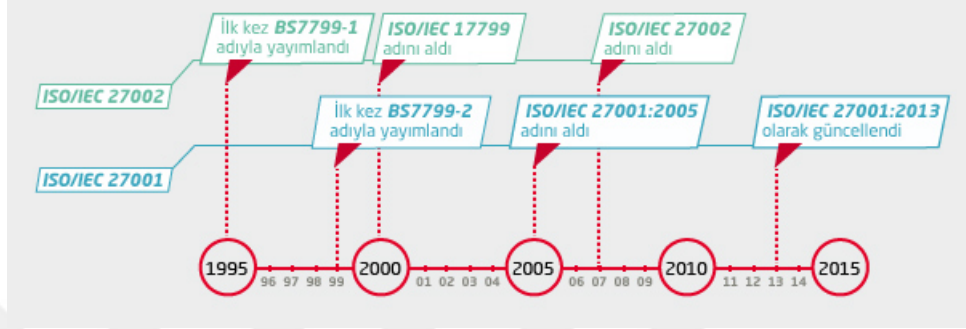 İlk kez BS7799-1
adıyla yayımlandı
ISO/IEC 17799
adını aldı
ISO/IEC 27002
adını aldı
ISO/IEC 27002
İlk kez BS7799-2
adıyla yayımlandı
ISO/IEC 27001:2005
adını aldı
ISO/IEC 27001:2013
olarak güncellendi
ISO/IEC 27001
1995 96 97 98 99 2000 01 02 03 04 2005 06 07 08 09 2010 11 12 13 14 2015